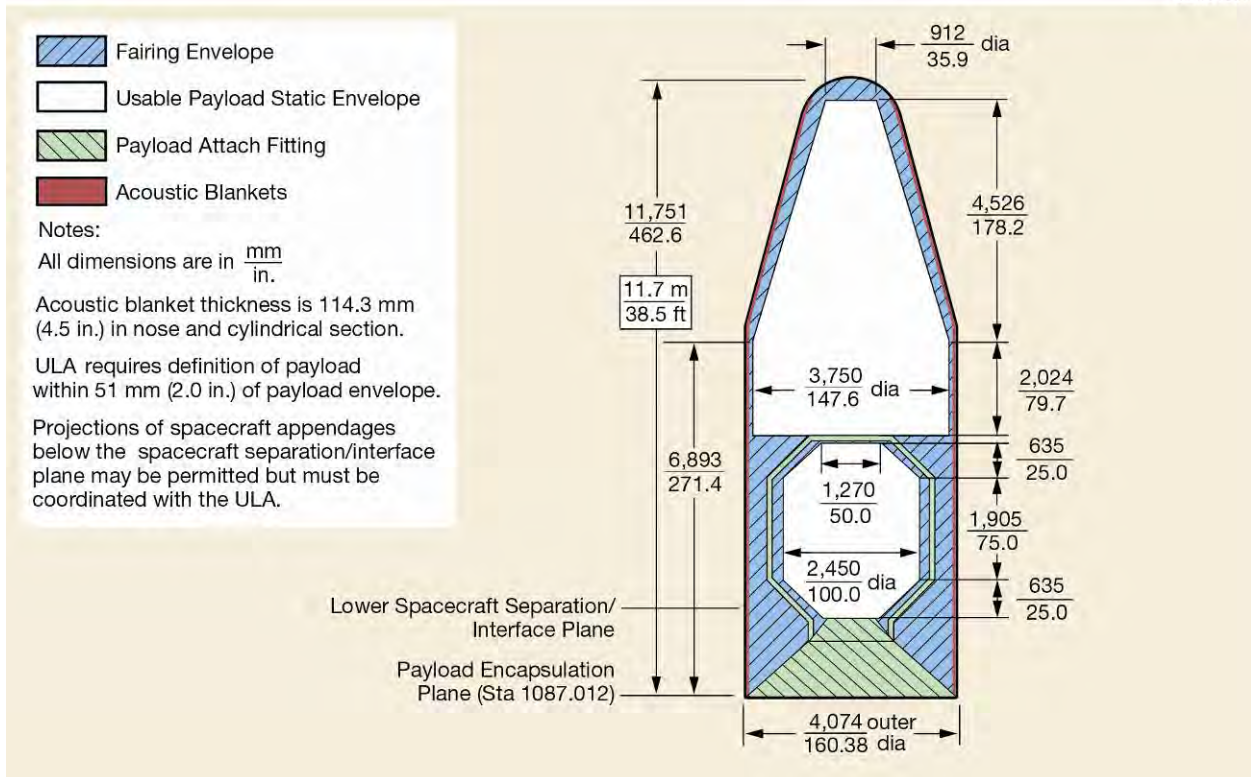 Fairing Envelope
Usable Payload Static Envelope
Payload Attach Fitting
Acoustic Blankets
Notes:
All dimensions are in mm
in.
Acoustic blanket thickness is 114.3 mm
(4.5 in.) in nose and cylindrical section.
ULA requires definition of payload
within 51 mm (2.0 in.) of payload envelope.
Projections of spacecraft appendages
below the spacecraft separation/interface
plane may be permitted but must be
coordinated with the ULA.
912
35.9
dia
11,751
462.6
11.7 m
38.5 ft
4,526
178.2
3,750
147.6
dia
2,024
79.7
6,893
271.4
635
25.0
1,270
50.0
1,905
75.0
2,450
100.0
dia
635
25.0
Lower Spacecraft Separation/
Interface Plane
Payload Encapsulation
Plane (Sta 1087.012)
4,074 outer
160.38 dia